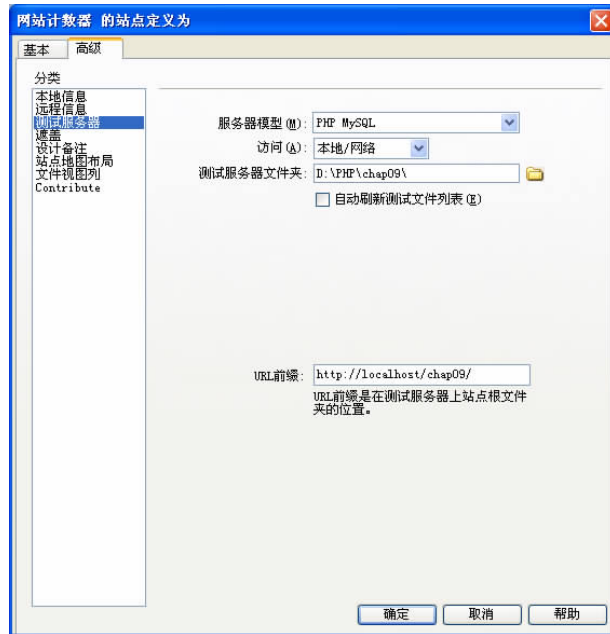 网站计数器 的站点定义为
基本 高级
分类
本地信息
远程信息
测试服务器
遮盖
设计备注
站点地图布局
文件视图列
Contribute
服务器模型(M): PHP MySQL
访问(A): 本地/网络
测试服务器文件夹: D:\PHP\chap09\
自动刷新测试文件列表(E)
URL前缀: http://localhost/chap09/
URL前缀是在测试服务器上站点根文件
夹的位置。
确定 取消 帮助